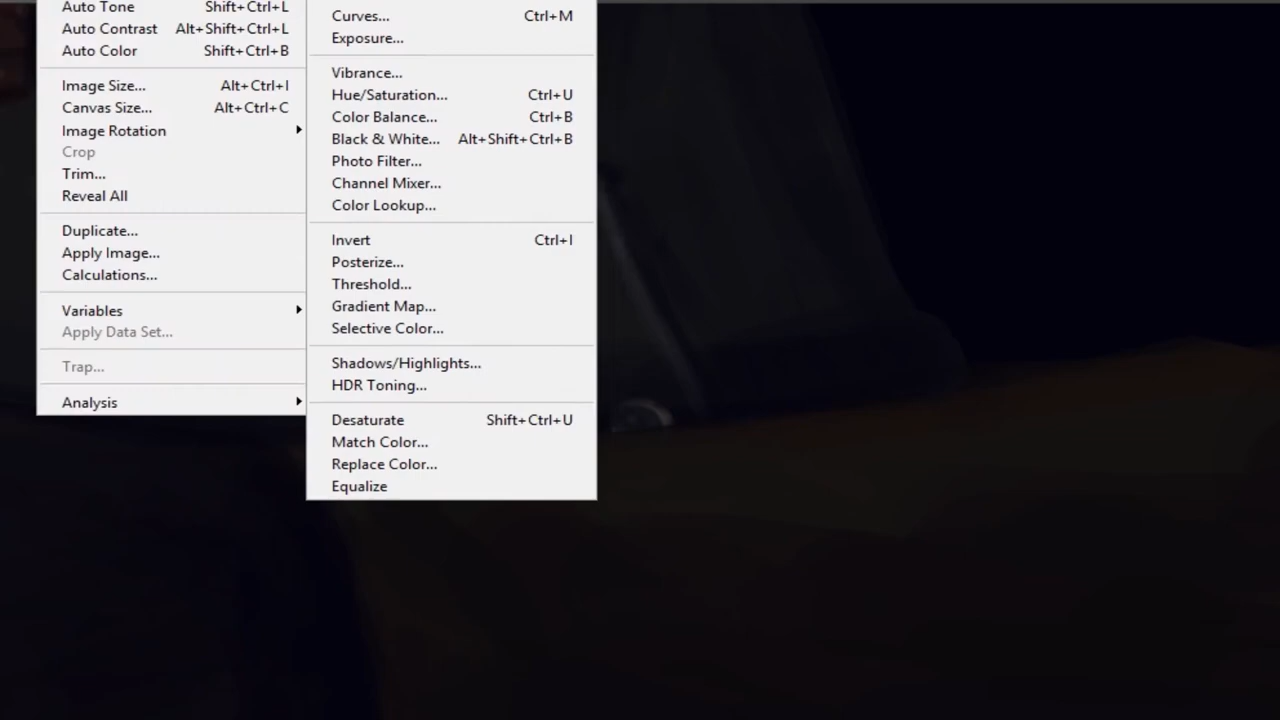 Auto Tone Shift+Ctrl+L
Auto Contrast Alt+Shift+Ctrl+L
Auto Color Shift+Ctrl+B
Image Size... Alt+Ctrl+I
Canvas Size... Alt+Ctrl+C
Image Rotation
Crop
Trim...
Reveal All
Duplicate...
Apply Image...
Calculations...
Variables
Apply Data Set...
Trap...
Analysis
Curves... Ctrl+M
Exposure...
Vibrance...
Hue/Saturation... Ctrl+U
Color Balance... Ctrl+B
Black & White... Alt+Shift+Ctrl+B
Photo Filter...
Channel Mixer...
Color Lookup...
Invert Ctrl+I
Posterize...
Threshold...
Gradient Map...
Selective Color...
Shadows/Highlights...
HDR Toning...
Desaturate Shift+Ctrl+U
Match Color...
Replace Color...
Equalize